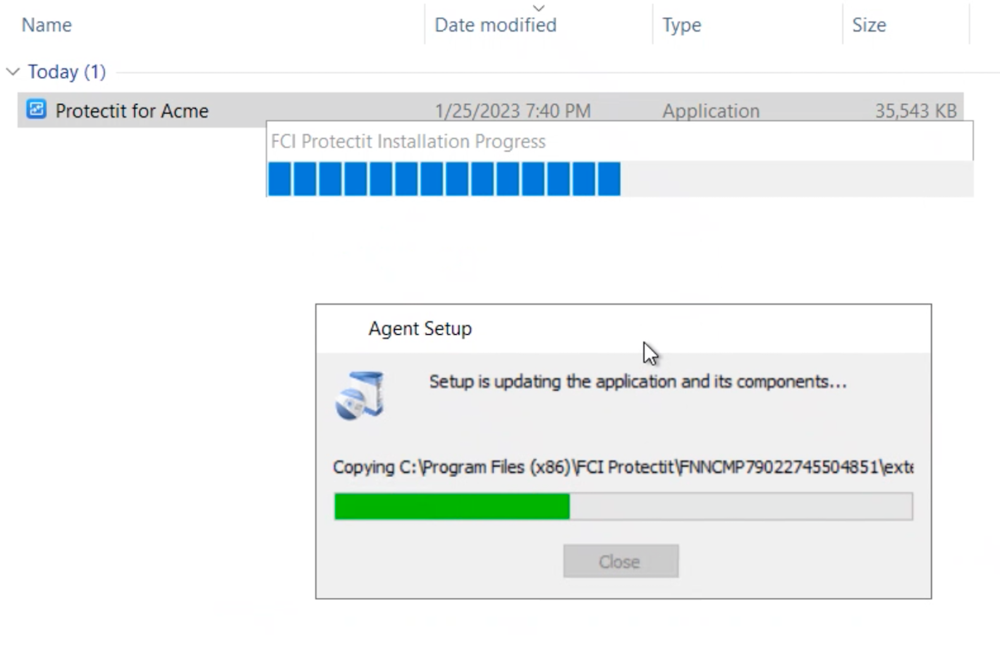 Name Date modified Type Size
Today (1)
Protectit for Acme 1/25/2023 7:40 PM Application 35,543 KB
FCI Protectit Installation Progress
Agent Setup
Setup is updating the application and its components...
Copying C:\Program Files (x86)\FCI Protectit\FNNCMP79022745504851\exte
Close